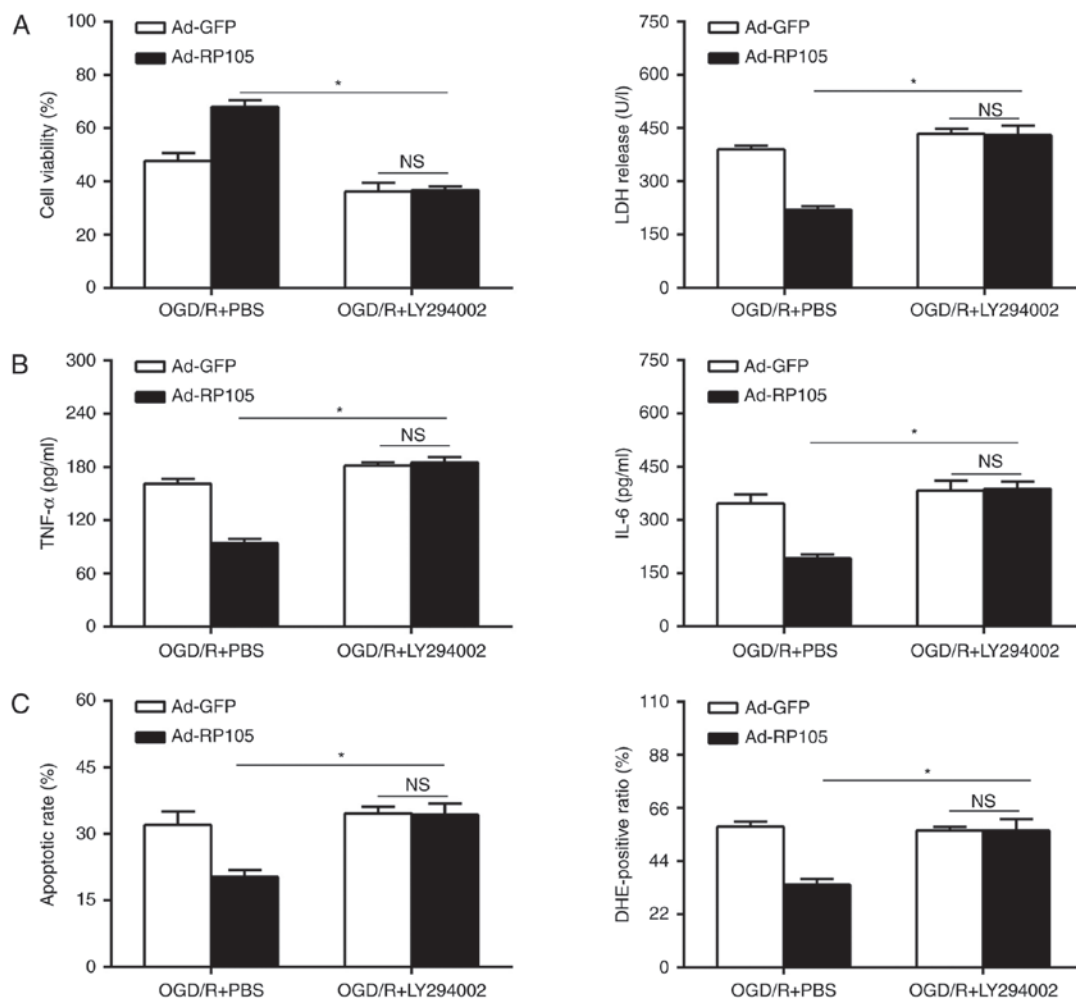 A
Ad-GFP
Ad-RP105
Cell viability (%)
100
80
60
40
20
0
*
NS
OGD/R+PBS
OGD/R+LY294002
Ad-GFP
Ad-RP105
LDH release (U/l)
750
600
450
300
150
0
*
NS
OGD/R+PBS
OGD/R+LY294002
B
Ad-GFP
Ad-RP105
TNF-α (pg/ml)
300
240
180
120
60
0
*
NS
OGD/R+PBS
OGD/R+LY294002
Ad-GFP
Ad-RP105
IL-6 (pg/ml)
750
600
450
300
150
0
*
NS
OGD/R+PBS
OGD/R+LY294002
C
Ad-GFP
Ad-RP105
Apoptotic rate (%)
60
45
30
15
0
*
NS
OGD/R+PBS
OGD/R+LY294002
Ad-GFP
Ad-RP105
DHE-positive ratio (%)
110
88
66
44
22
0
*
NS
OGD/R+PBS
OGD/R+LY294002